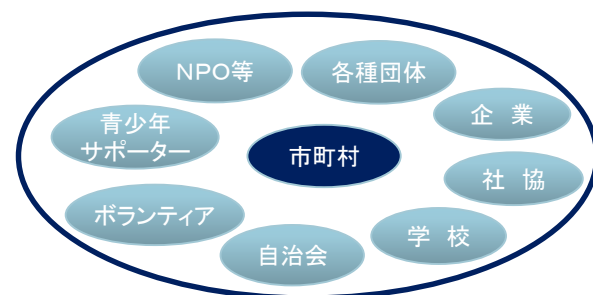 NPO等
各種団体
企 業
青少年
サポーター
市町村
社 協
ボランティア
学 校
自治会